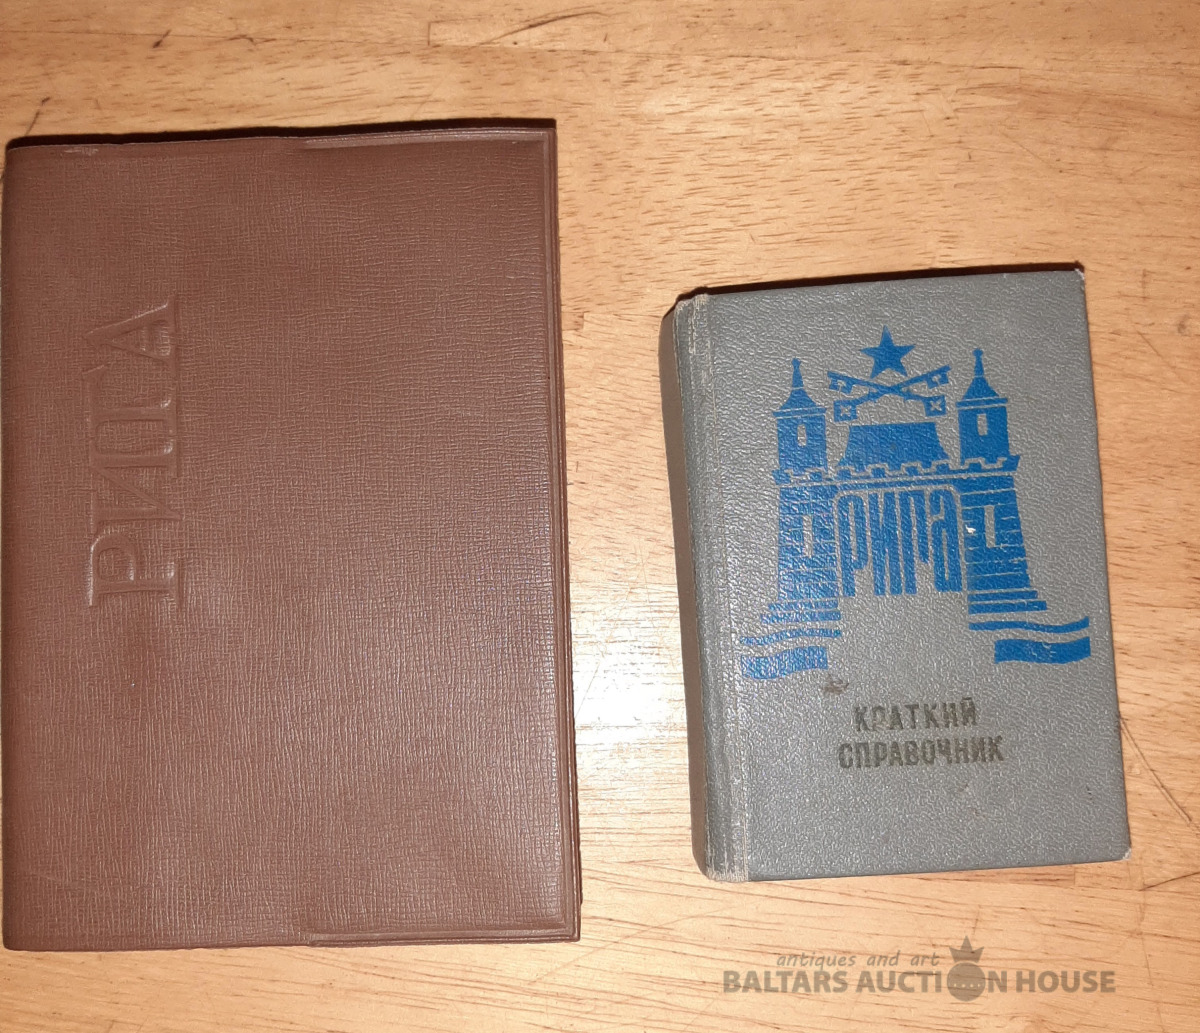 РИГА
РИГА
КРАТКИЙ
СПРАВОЧНИК
antiques and art
BALTARS AUCTION HOUSE